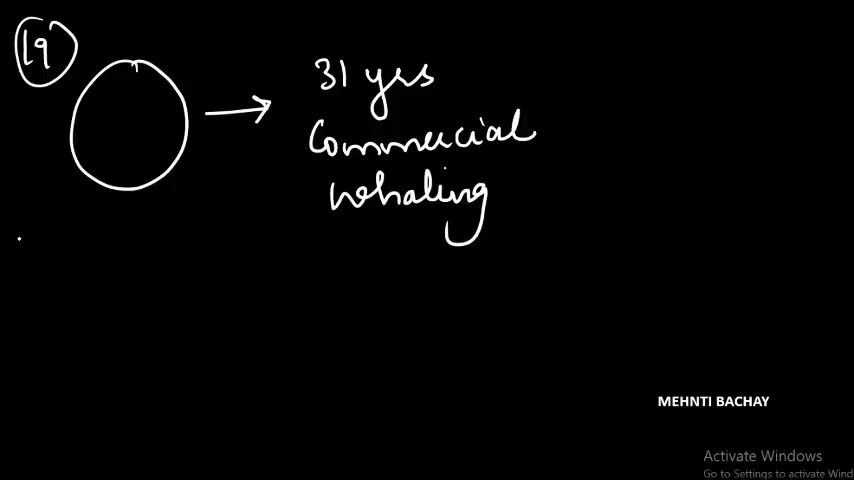 19
31 yrs
Commercial
whaling
MEHNTI BACHAY
Activate Windows
Go to Settings to activate Wind